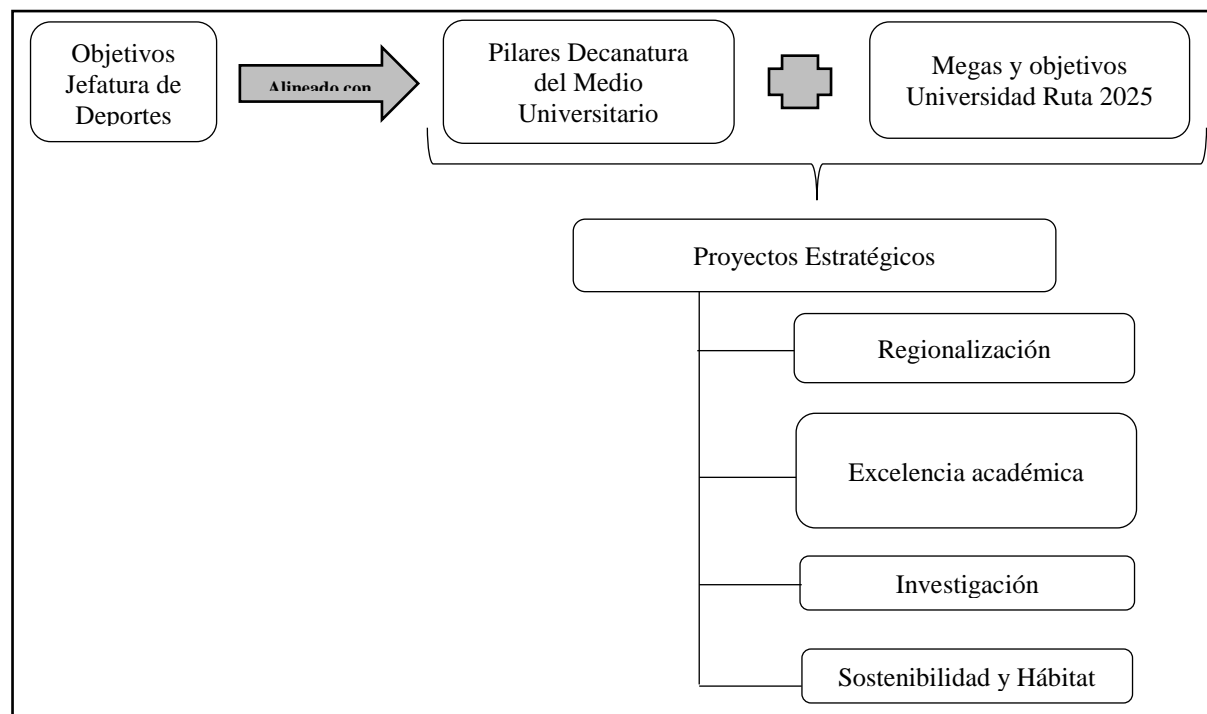 Objetivos
Jefatura de
Deportes
Alineado con
Pilares Decanatura
del Medio
Universitario
Megas y objetivos
Universidad Ruta 2025
Proyectos Estratégicos
Regionalización
Excelencia académica
Investigación
Sostenibilidad y Hábitat